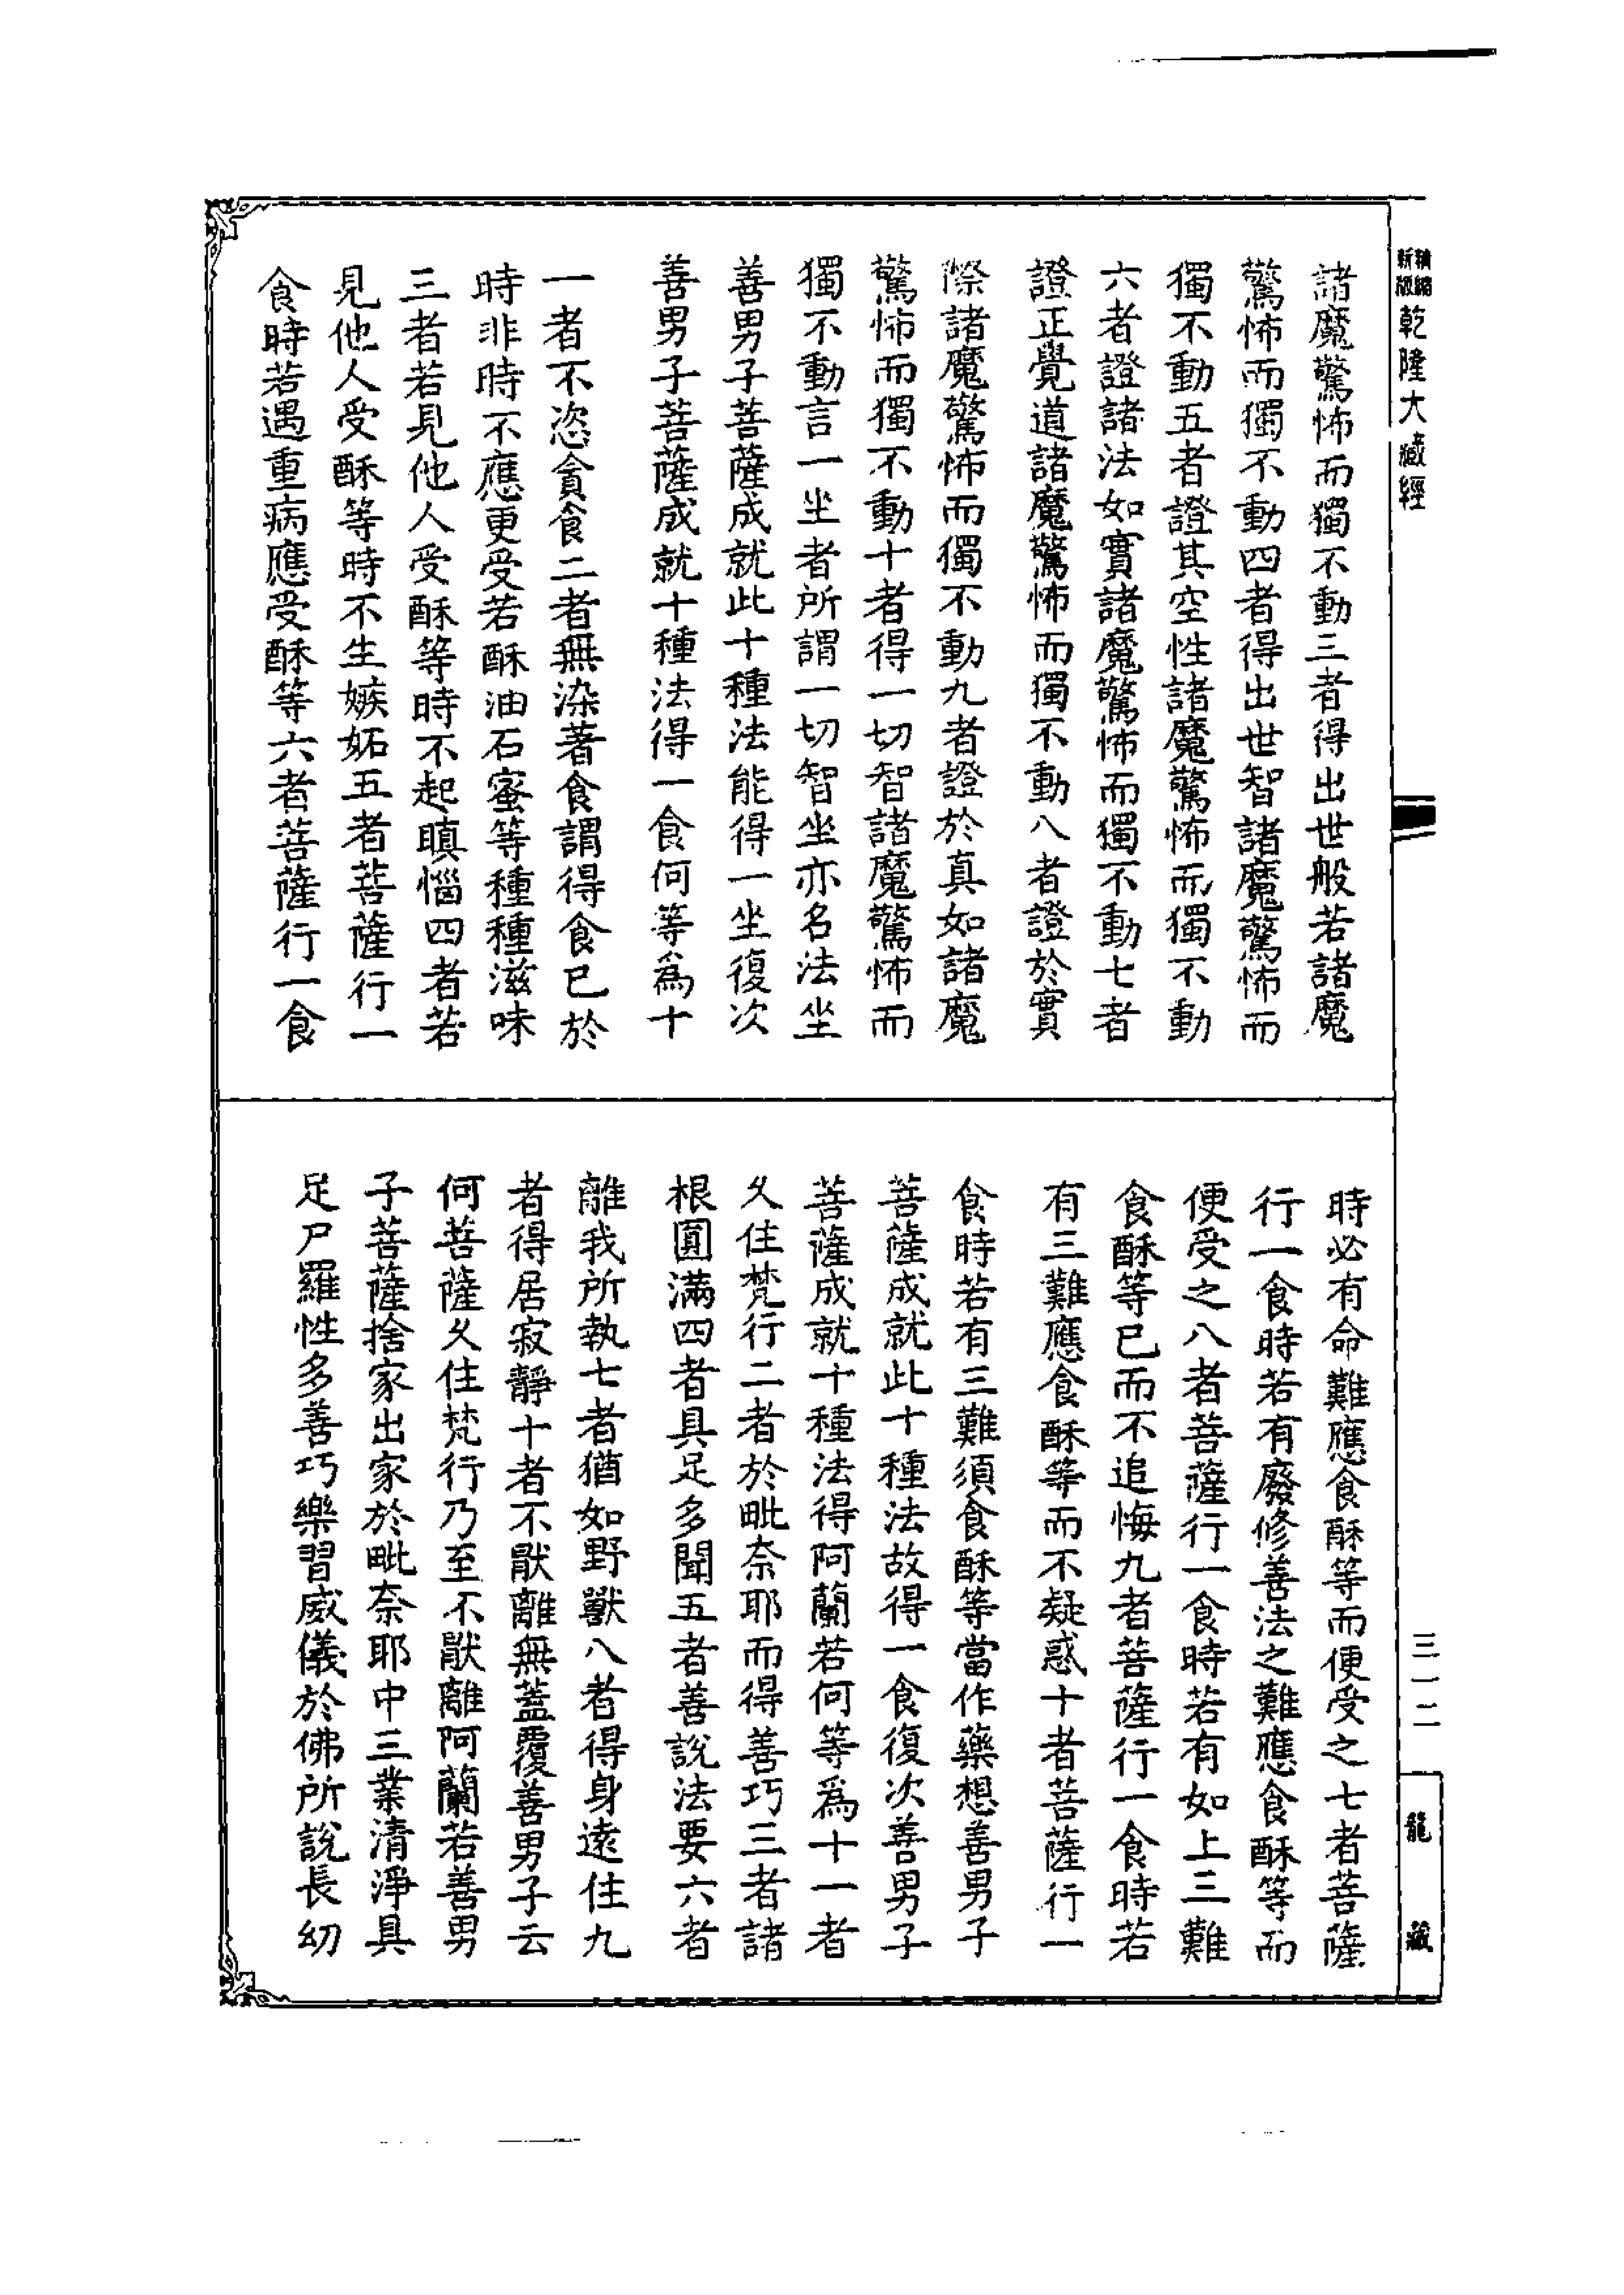 精縮
新版
乾隆大藏經
諸魔驚怖而獨不動三者得出世般若諸魔
驚怖而獨不動四者得出世智諸魔驚怖而
獨不動五者證其空性諸魔驚怖而獨不動
六者證諸法如實諸魔驚怖而獨不動七者
證正覺道諸魔驚怖而獨不動八者證於實
際諸魔驚怖而獨不動九者證於真如諸魔
驚怖而獨不動十者得一切智諸魔驚怖而
獨不動言一坐者所謂一切智坐亦名法坐
善男子菩薩成就此十種法能得一坐復次
善男子菩薩成就十種法得一食何等為十
一者不恣貪食二者無染著食謂得食已於
時非時不應更受若酥油石蜜等種種滋味
三者若見他人受酥等時不起瞋惱四者若
見他人受酥等時不生嫉妬五者菩薩行一
食時若遇重病應受酥等六者菩薩行一食
時必有命難應食酥等而便受之七者菩薩
行一食時若有廢修善法之難應食酥等而
便受之八者菩薩行一食時若有如上三難
食酥等已而不追悔九者菩薩行一食時若
有三難應食酥等而不疑惑十者菩薩行一
食時若有三難須食酥等當作藥想善男子
菩薩成就此十種法故得一食復次善男子
菩薩成就十種法得阿蘭若何等為十一者
久住梵行二者於毗奈耶而得善巧三者諸
根圓滿四者具足多聞五者善說法要六者
離我所執七者猶如野獸八者得身遠住九
者得居寂靜十者不厭離無蓋覆善男子云
何菩薩久住梵行乃至不厭離阿蘭若善男
子菩薩捨家出家於毗奈耶中三業清淨具
足尸羅性多善巧樂習威儀於佛所說長幼
三一二
龍藏